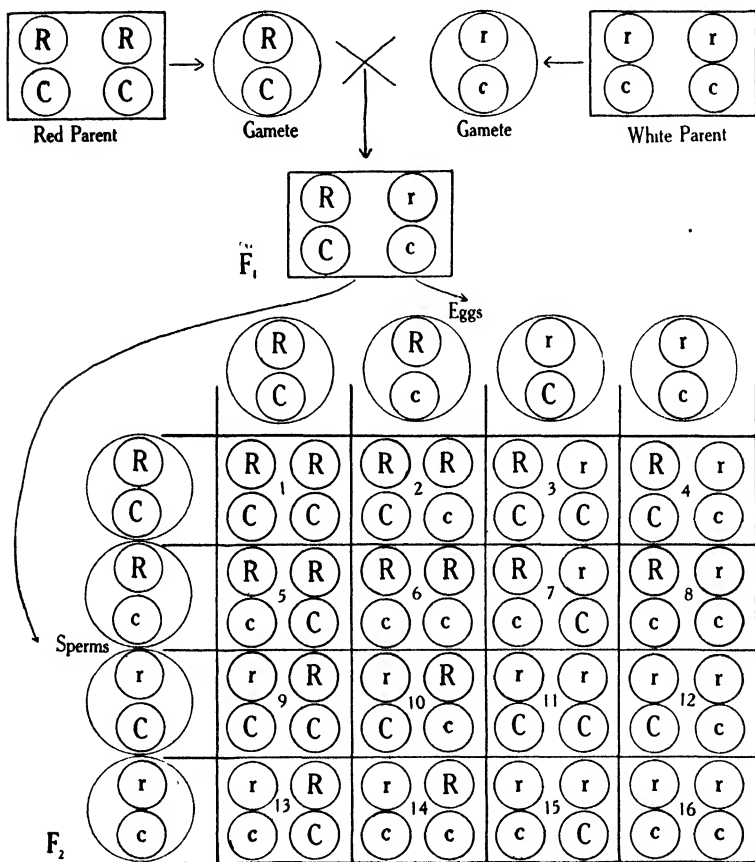 R R R r r r
C C C c c c
Red Parent Gamete Gamete White Parent
R r
C c
F₁
Eggs
R R r r
C c C c
R R R R R R r R r
1 2 3 4
C C C C c C C C c
R R R R R R r R r
5 6 7 8
c c C c c c C c c
Sperms
r r R r R r r r r
9 10 11 12
C C C C c C C C c
r r R r R r r r r
13 14 15 16
c c C c c c C c c
F₂